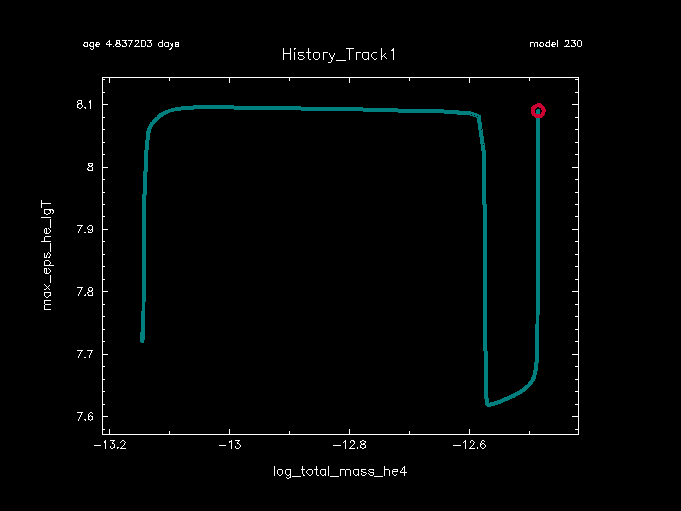 age 4.837203 days
model 230
History_Track1
8.1
8
7.9
7.8
7.7
7.6
max_eps_he_lgT
−13.2
−13
−12.8
−12.6
log_total_mass_he4